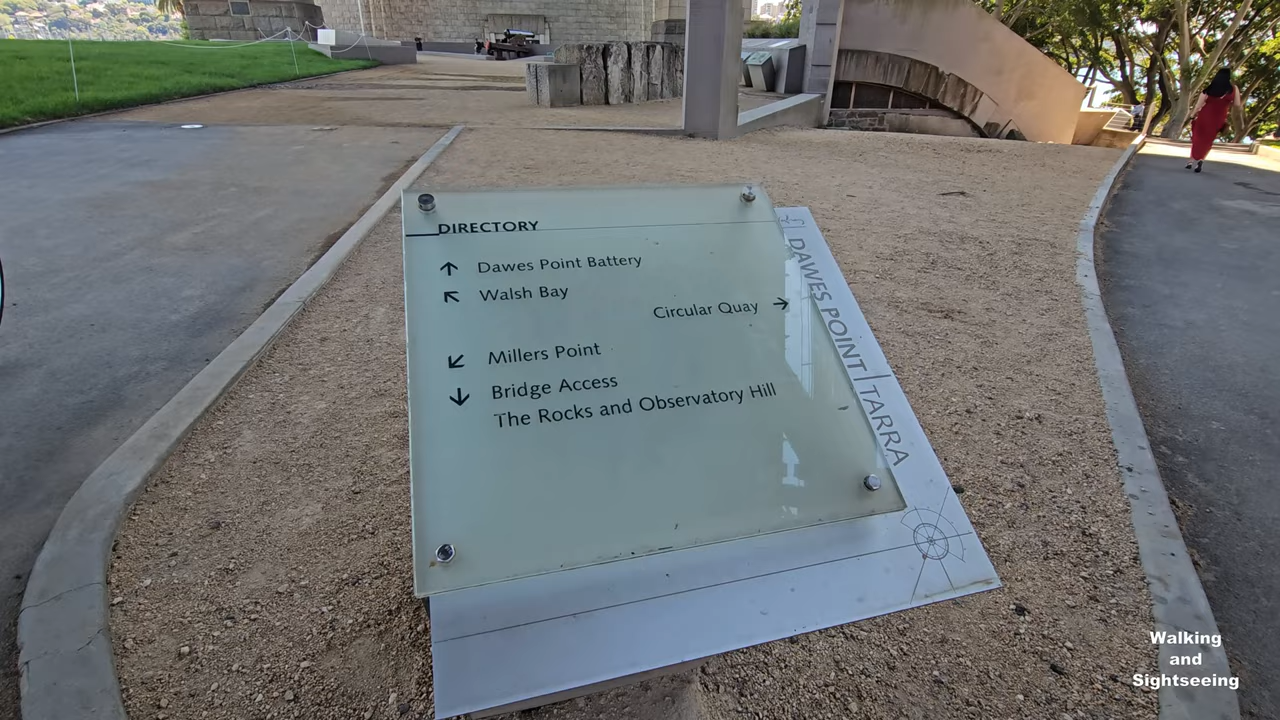 DIRECTORY
Dawes Point Battery
Walsh Bay
Circular Quay
Millers Point
Bridge Access
The Rocks and Observatory Hill
DAWES POINT | TARRA
Walking
and
Sightseeing